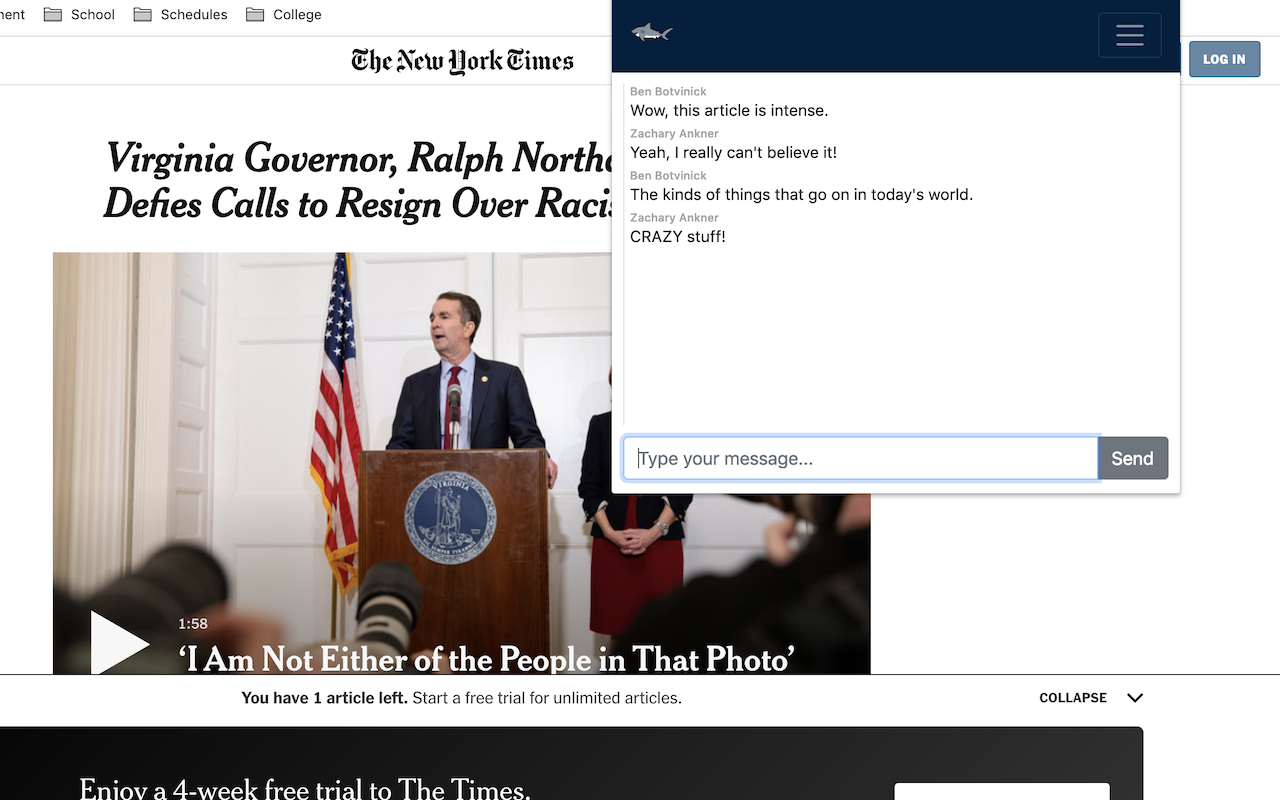 nent School Schedules College
The New York Times
LOG IN
Virginia Governor, Ralph Northa
Defies Calls to Resign Over Racis
Ben Botvinick
Wow, this article is intense.
Zachary Ankner
Yeah, I really can't believe it!
Ben Botvinick
The kinds of things that go on in today's world.
Zachary Ankner
CRAZY stuff!
Type your message...
Send
VIRGINIA
SIC SEMPER TYRANNIS
1:58
‘I Am Not Either of the People in That Photo’
You have 1 article left. Start a free trial for unlimited articles.
COLLAPSE
Enjoy a 4-week free trial to The Times.